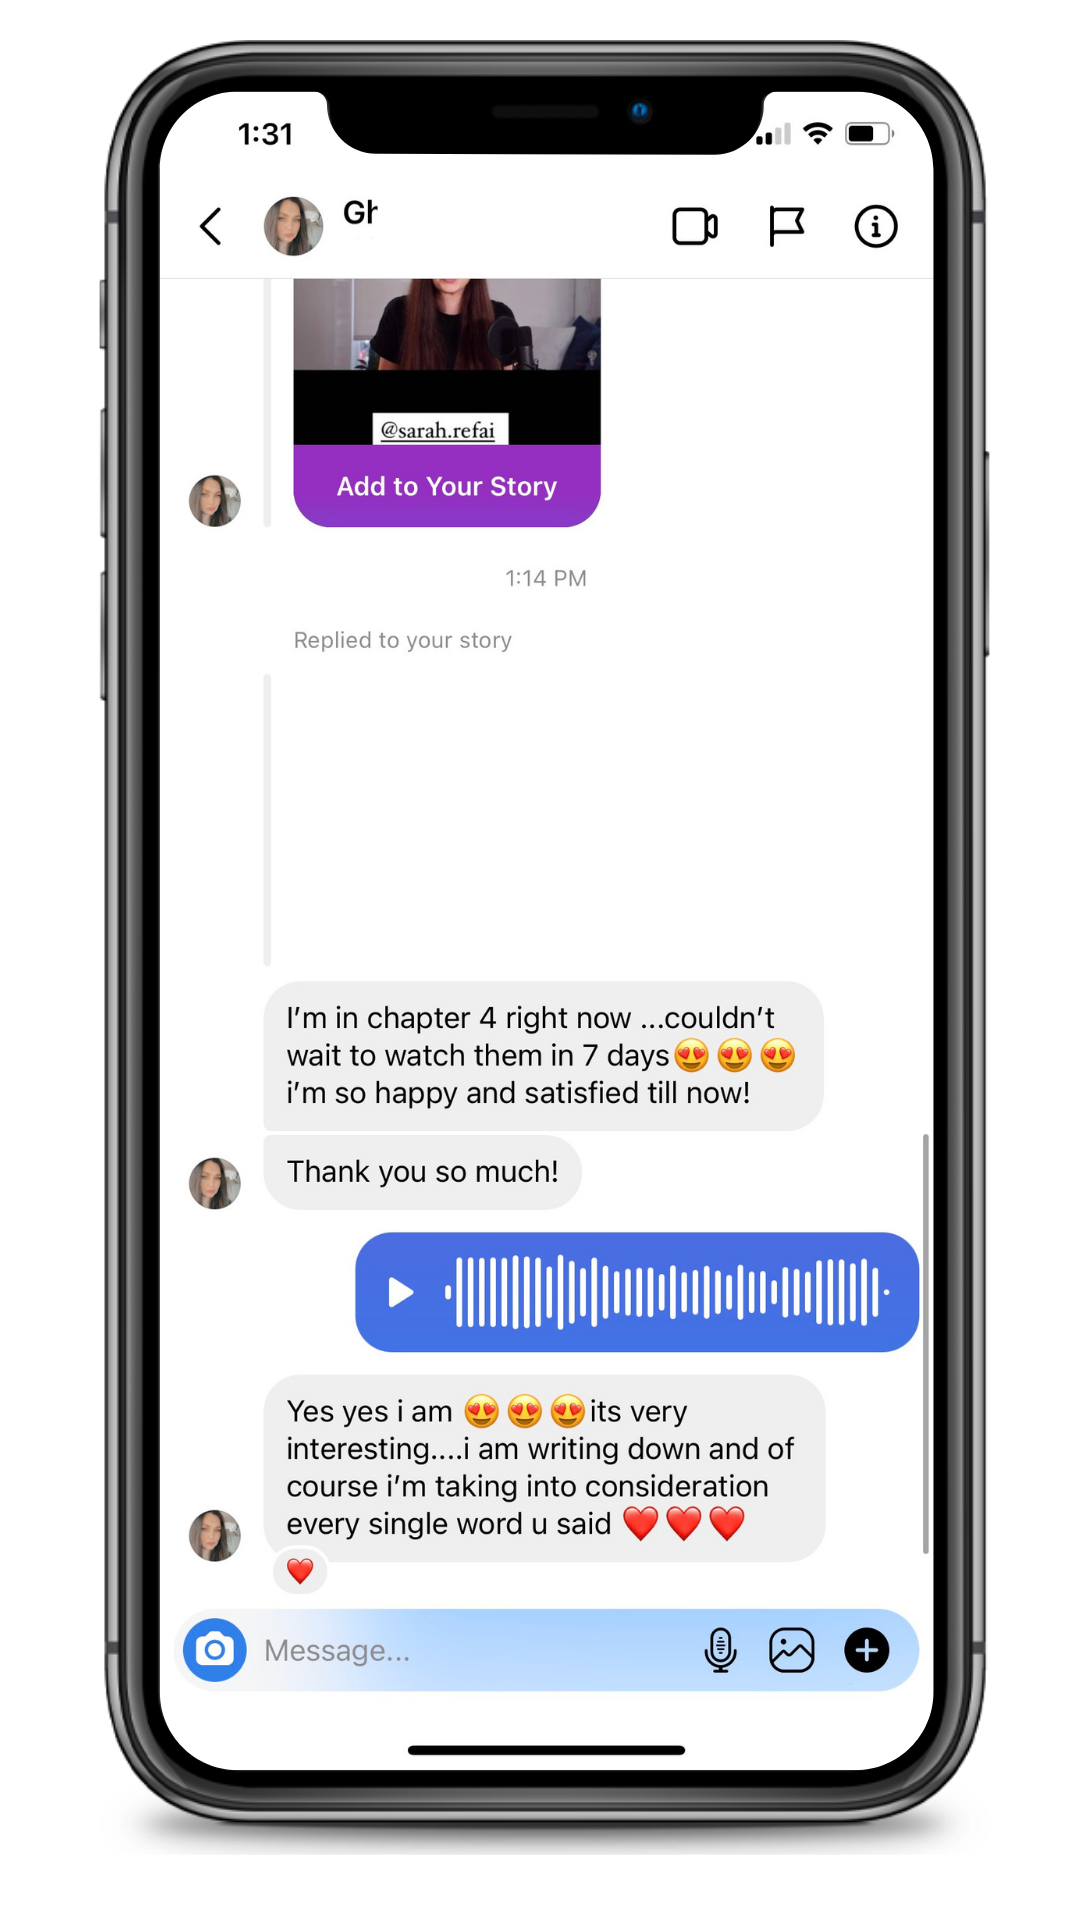 1:31
Gh
@sarah.refai
Add to Your Story
1:14 PM
Replied to your story
I’m in chapter 4 right now ...couldn’t
wait to watch them in 7 days😍 😍 😍
i’m so happy and satisfied till now!
Thank you so much!
Yes yes i am 😍 😍 😍its very
interesting....i am writing down and of
course i’m taking into consideration
every single word u said ❤️ ❤️ ❤️
❤️
Message...